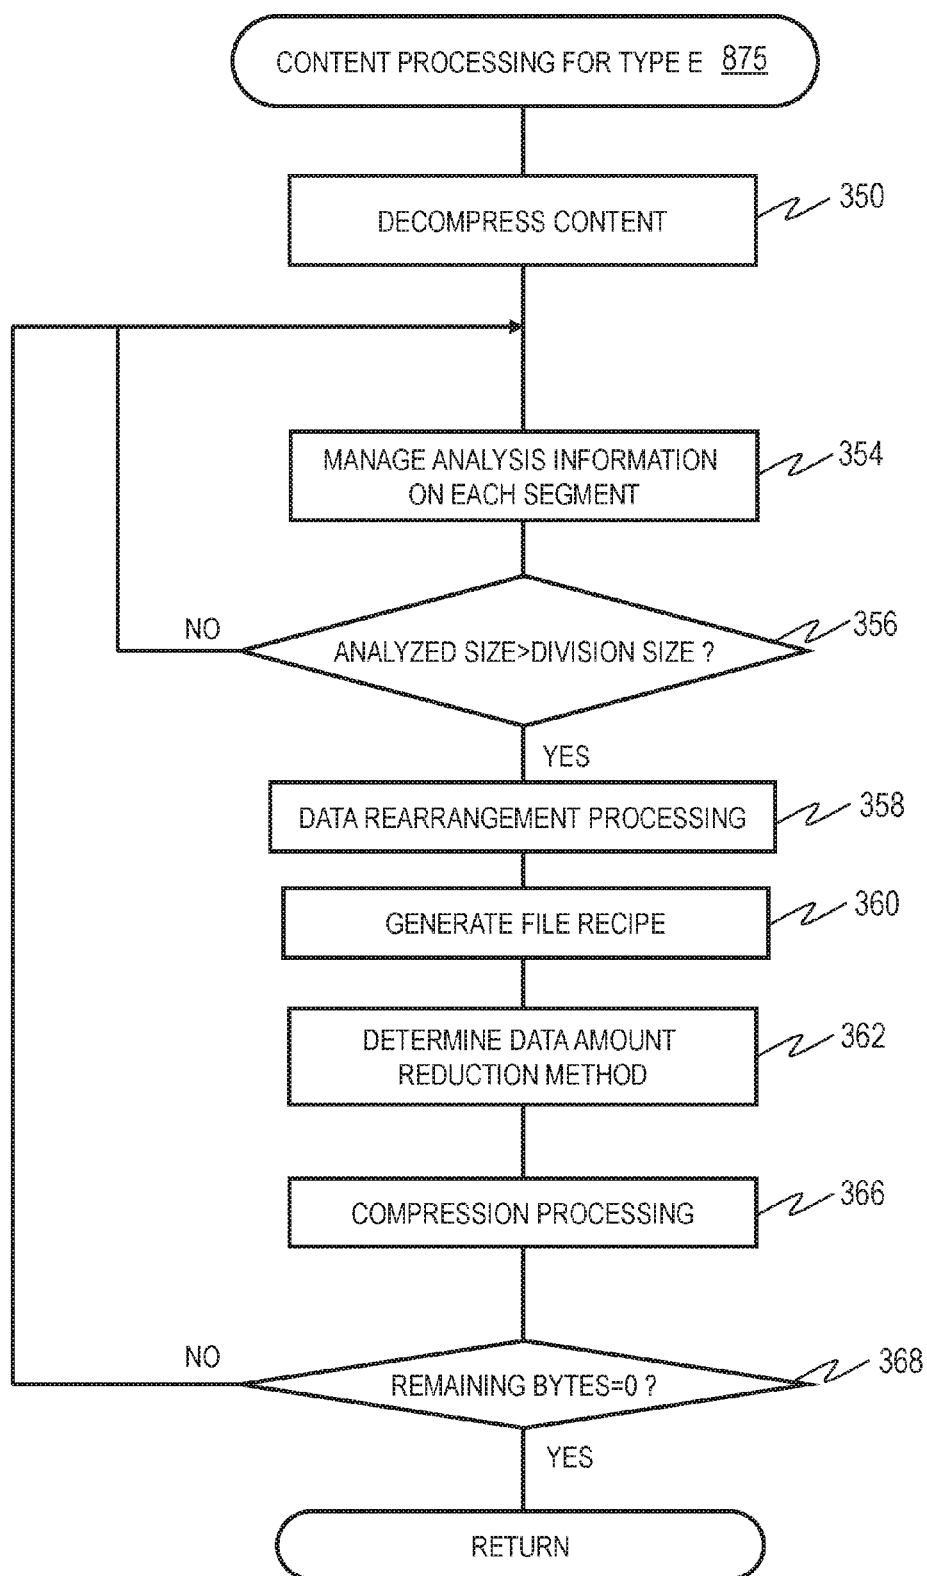 CONTENT PROCESSING FOR TYPE E 875
DECOMPRESS CONTENT
350
MANAGE ANALYSIS INFORMATION
ON EACH SEGMENT
354
NO
ANALYZED SIZE>DIVISION SIZE ?
356
YES
DATA REARRANGEMENT PROCESSING
358
GENERATE FILE RECIPE
360
DETERMINE DATA AMOUNT
REDUCTION METHOD
362
COMPRESSION PROCESSING
366
NO
REMAINING BYTES=0 ?
368
YES
RETURN